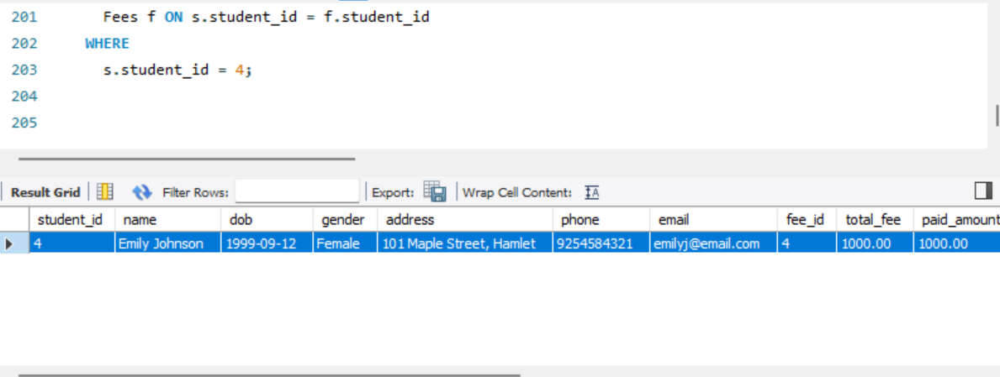 201 Fees f ON s.student_id = f.student_id
202 WHERE
203 s.student_id = 4;
204
205
Result Grid Filter Rows: Export: Wrap Cell Content: IA
student_id name dob gender address phone email fee_id total_fee paid_amount
4 Emily Johnson 1999-09-12 Female 101 Maple Street, Hamlet 9254584321 emilyj@email.com 4 1000.00 1000.00